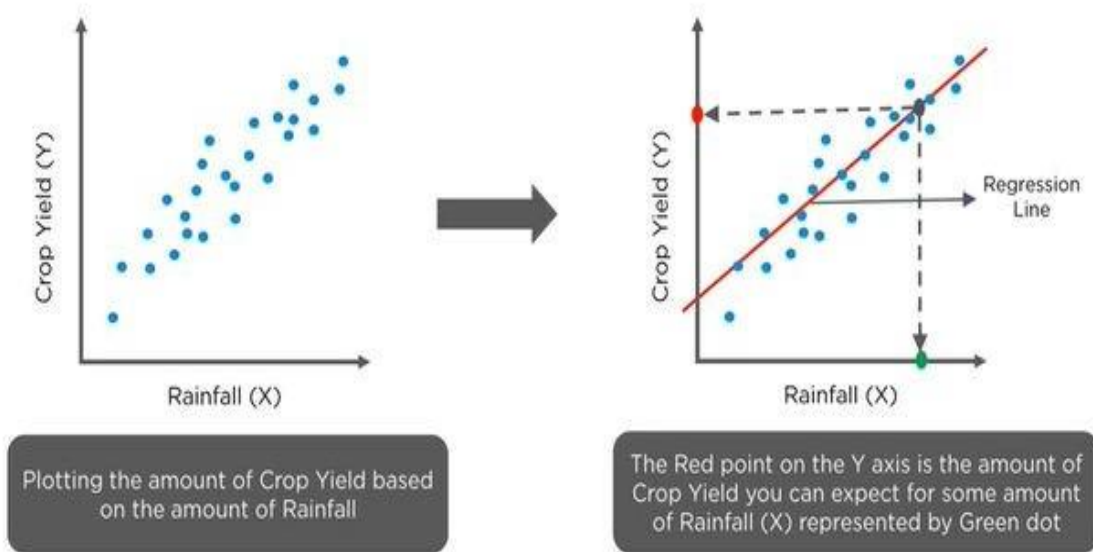 Crop Yield (Y)
Rainfall (X)
Plotting the amount of Crop Yield based
on the amount of Rainfall
Crop Yield (Y)
Regression
Line
Rainfall (X)
The Red point on the Y axis is the amount of
Crop Yield you can expect for some amount
of Rainfall (X) represented by Green dot